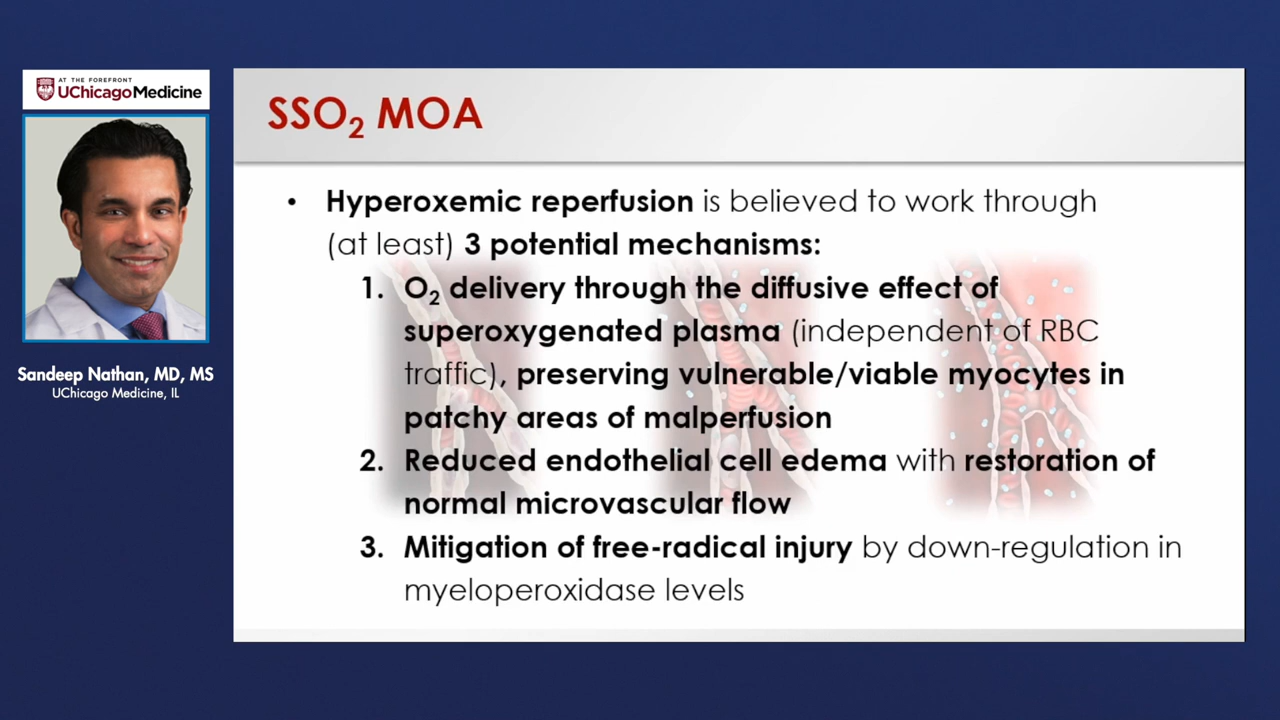 AT THE FOREFRONT
UChicagoMedicine
Sandeep Nathan, MD, MS
UChicago Medicine, IL
SSO₂ MOA
• Hyperoxemic reperfusion is believed to work through
(at least) 3 potential mechanisms:
1. O₂ delivery through the diffusive effect of
superoxygenated plasma (independent of RBC
traffic), preserving vulnerable/viable myocytes in
patchy areas of malperfusion
2. Reduced endothelial cell edema with restoration of
normal microvascular flow
3. Mitigation of free-radical injury by down-regulation in
myeloperoxidase levels